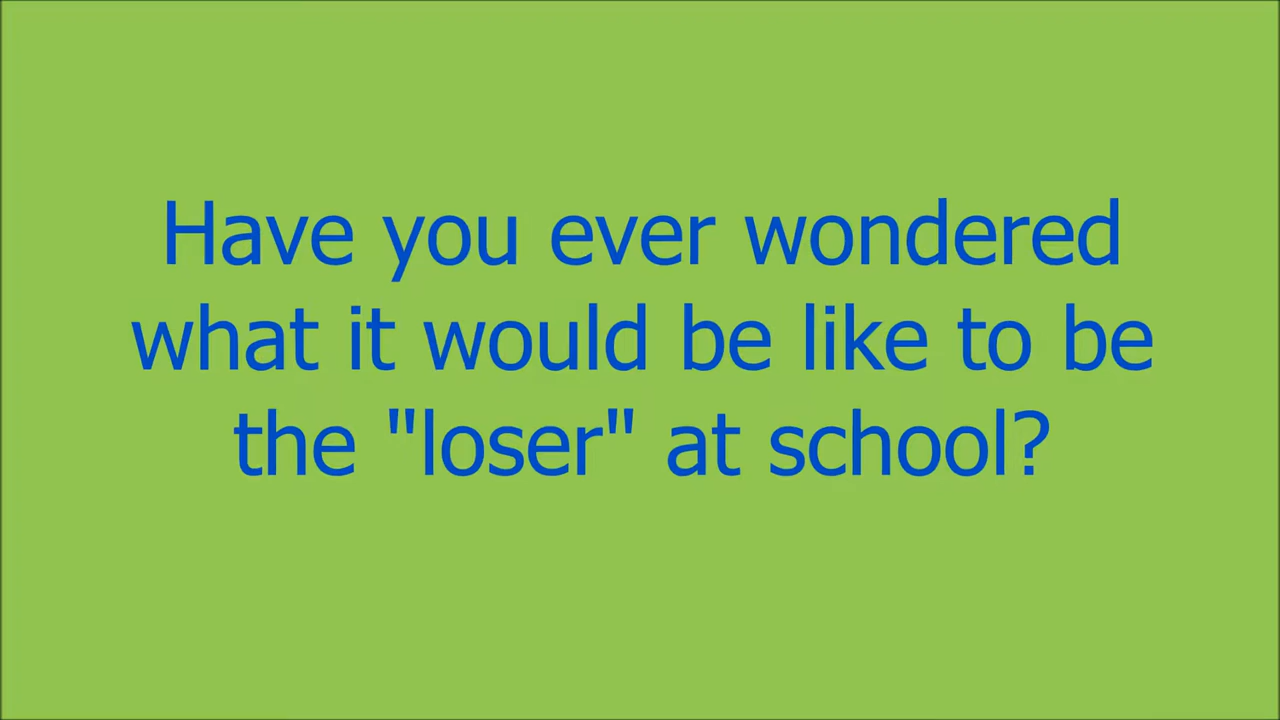 Have you ever wondered
what it would be like to be
the "loser" at school?